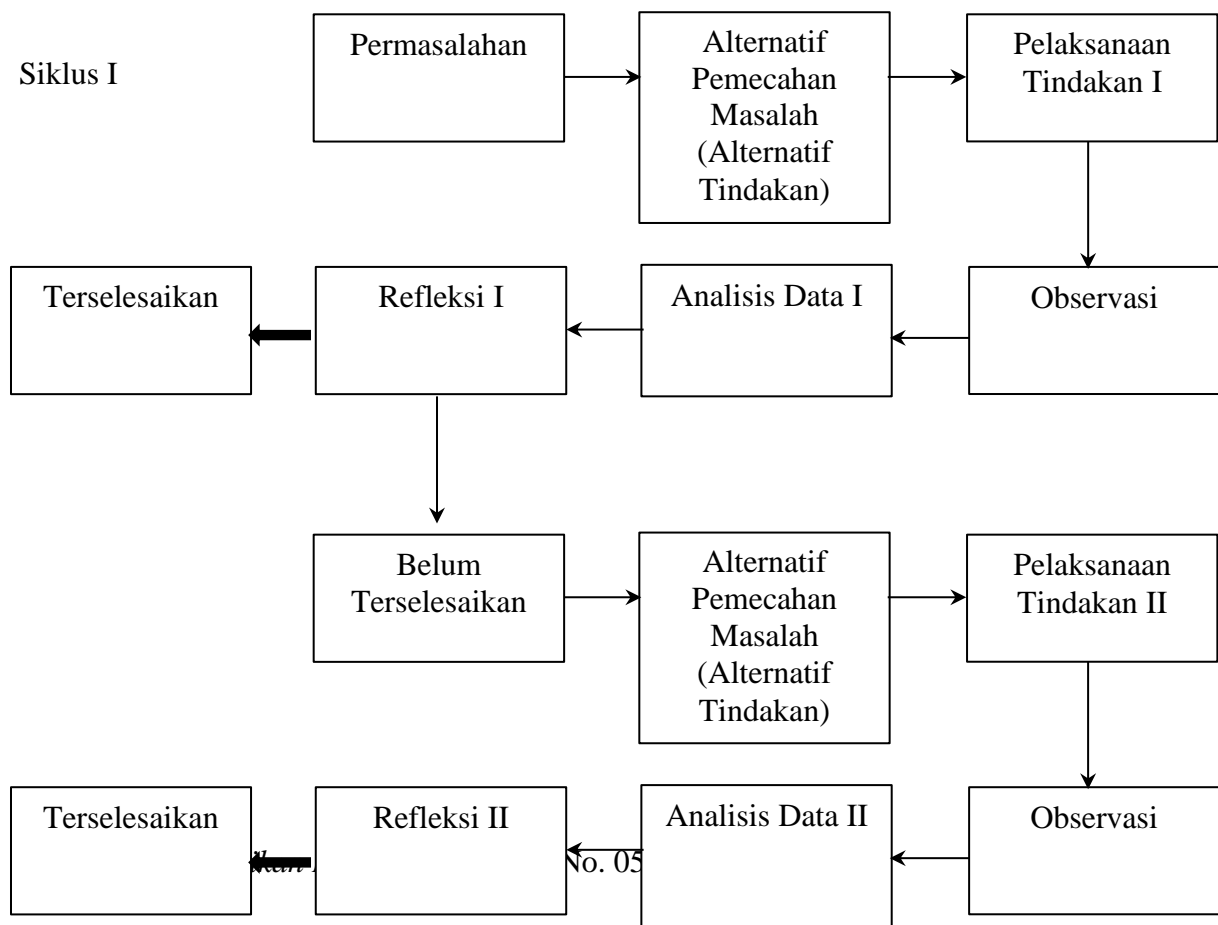 Siklus I
Permasalahan
Alternatif
Pemecahan
Masalah
(Alternatif
Tindakan)
Pelaksanaan
Tindakan I
Terselesaikan
Refleksi I
Analisis Data I
Observasi
Belum
Terselesaikan
Alternatif
Pemecahan
Masalah
(Alternatif
Tindakan)
Pelaksanaan
Tindakan II
Terselesaikan
Refleksi II
Analisis Data II
Observasi
No. 05